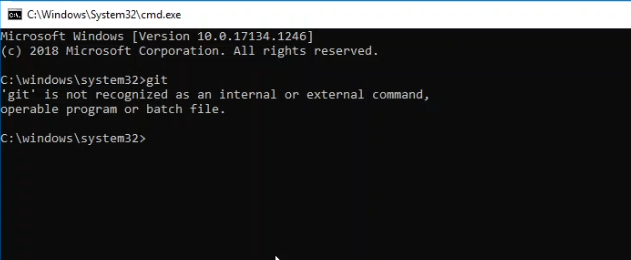 C:\Windows\System32\cmd.exe
Microsoft Windows [Version 10.0.17134.1246]
(c) 2018 Microsoft Corporation. All rights reserved.
C:\windows\system32>git
'git' is not recognized as an internal or external command,
operable program or batch file.
C:\windows\system32>